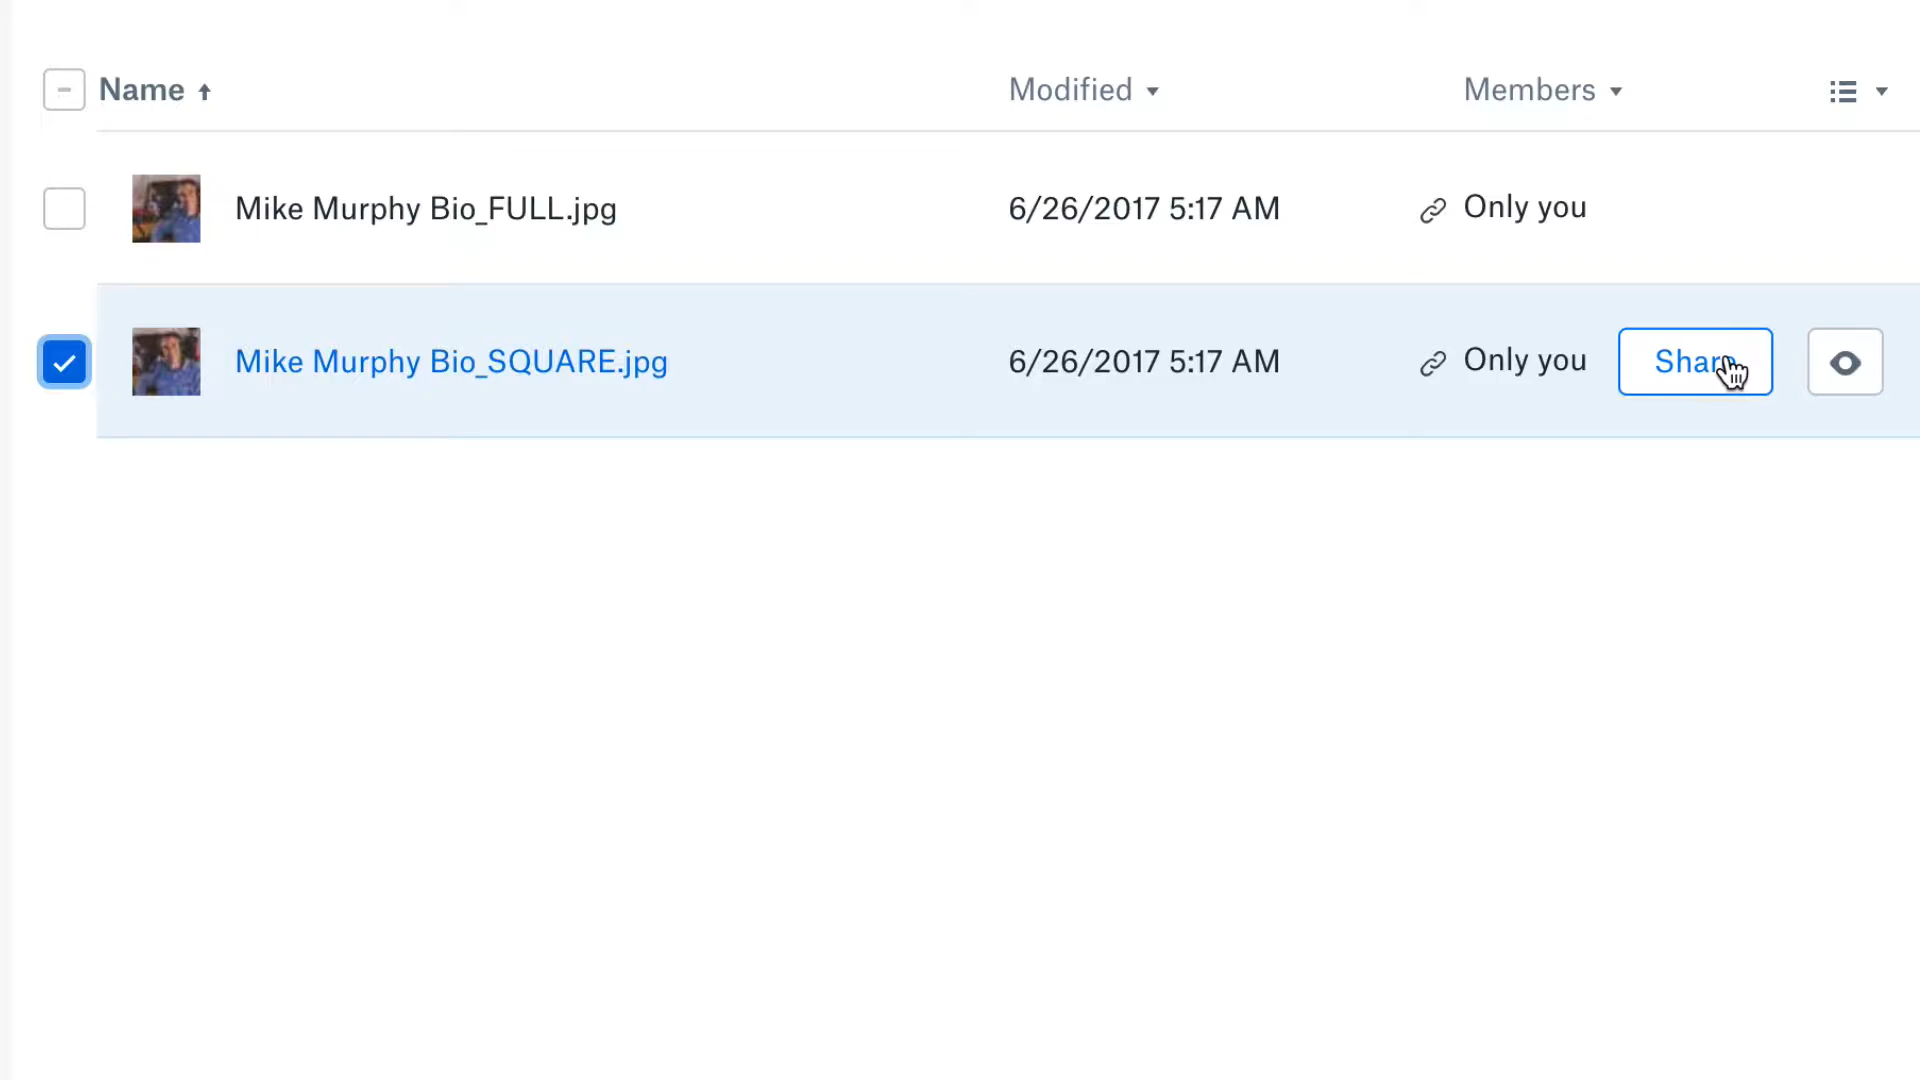 Name Modified Members
Mike Murphy Bio_FULL.jpg 6/26/2017 5:17 AM Only you
Mike Murphy Bio_SQUARE.jpg 6/26/2017 5:17 AM Only you Share